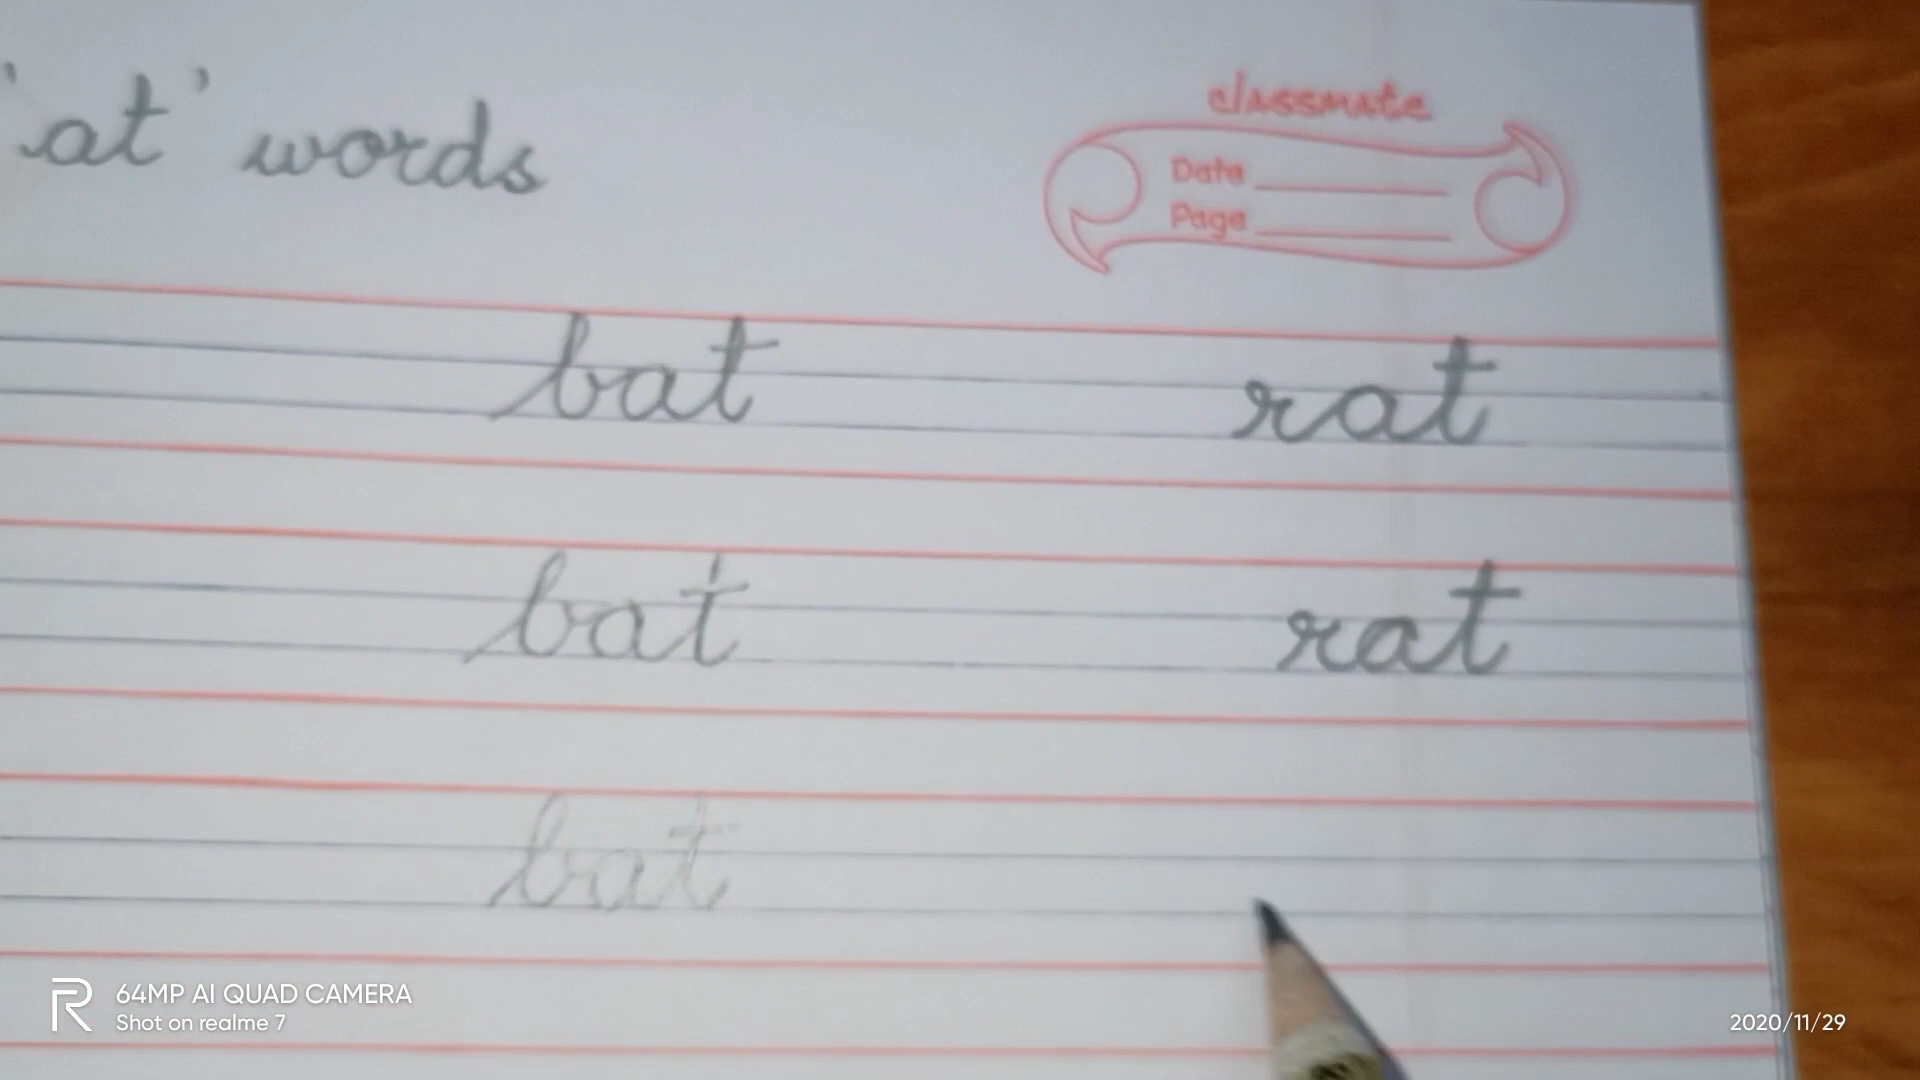 classmate
'at' words
Date
Page
bat rat
bat rat
bat
64MP AI QUAD CAMERA
Shot on realme 7
2020/11/29